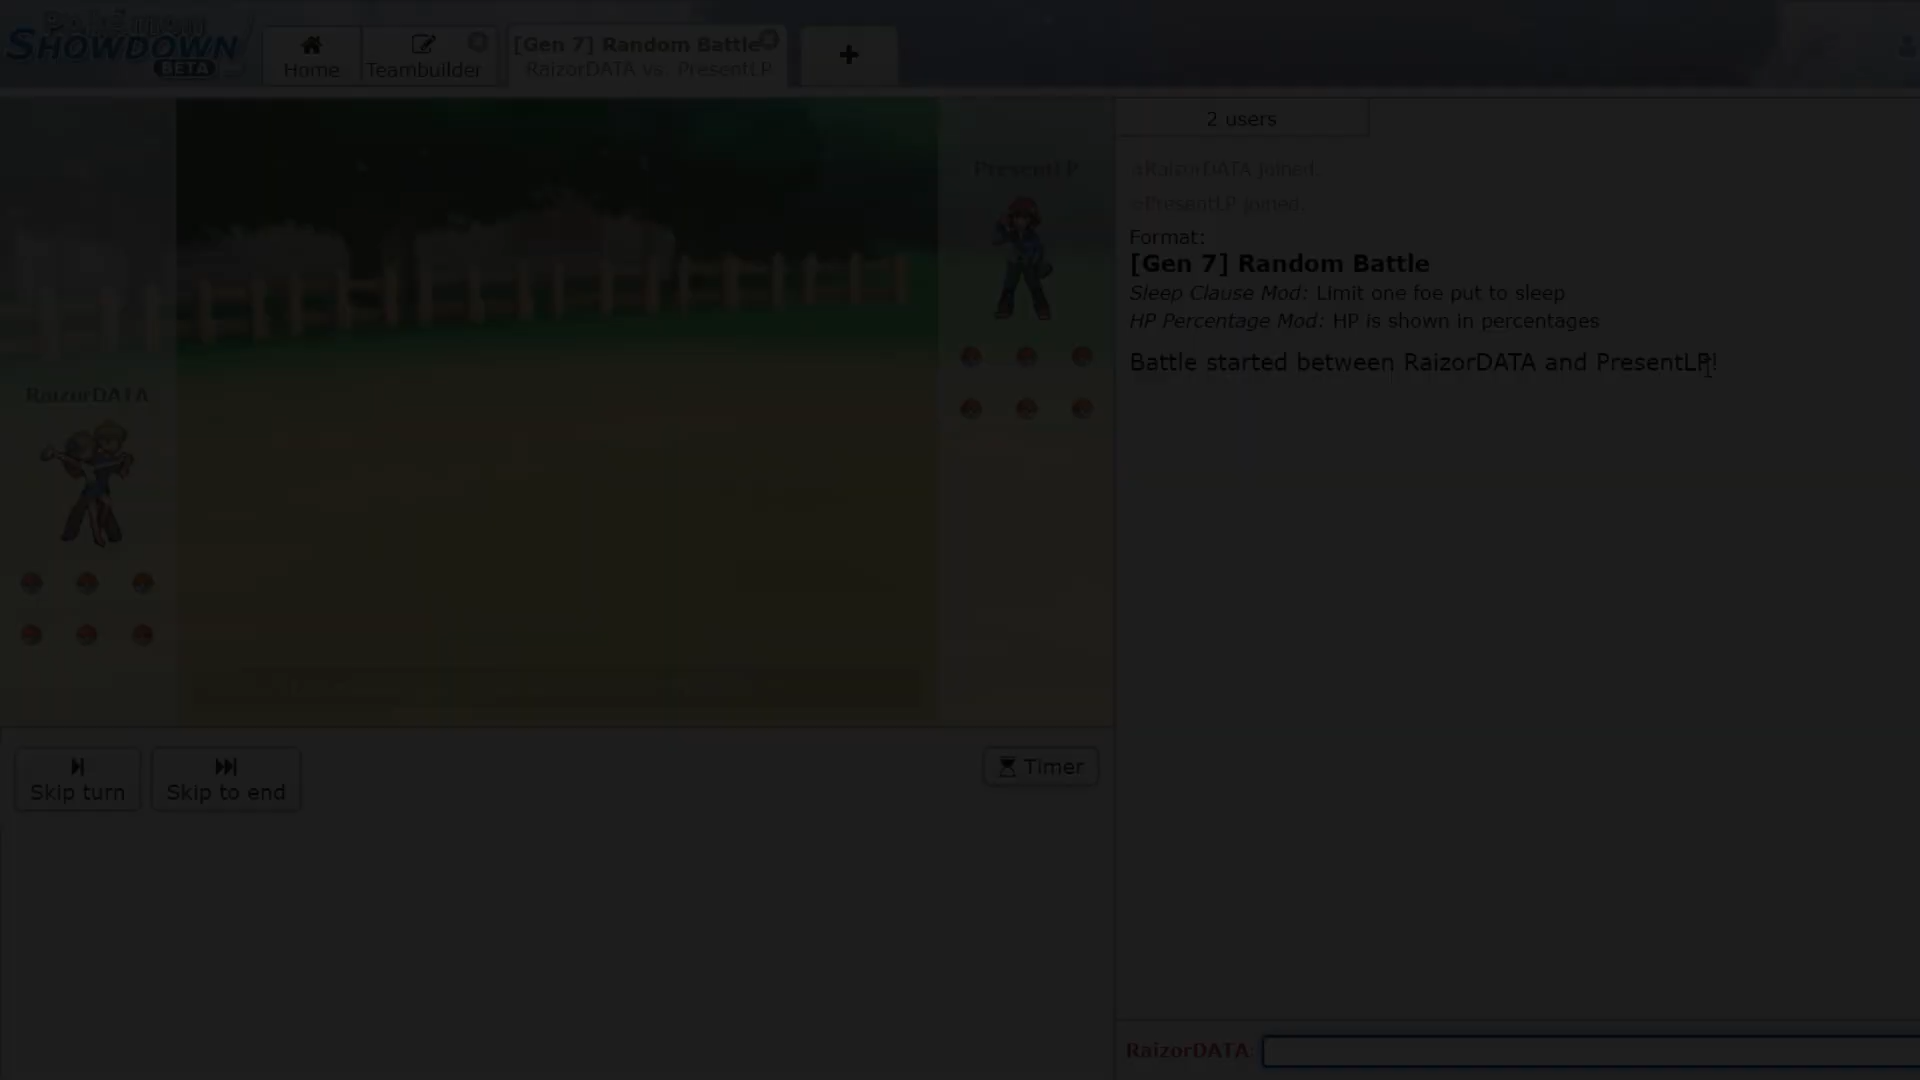 Pokémon
SHOWDOWN
BETA
Home
Teambuilder
[Gen 7] Random Battle
RaizorDATA vs. PresentLP
+
2 users
RaizorDATA joined.
PresentLP joined.
Format:
[Gen 7] Random Battle
Sleep Clause Mod: Limit one foe put to sleep
HP Percentage Mod: HP is shown in percentages
Battle started between RaizorDATA and PresentLP!
PresentLP
RaizorDATA
Skip turn
Skip to end
Timer
RaizorDATA: